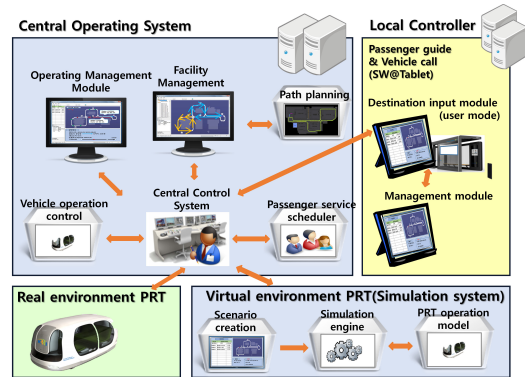 Central Operating System
Local Controller
Operating Management
Module
Facility
Management
Path planning
Passenger guide
& Vehicle call
(SW@Tablet)
Destination input module
(user mode)
Management module
Vehicle operation
control
Central Control
System
Passenger service
scheduler
Real environment PRT
Virtual environment PRT(Simulation system)
Scenario
creation
Simulation
engine
PRT operation
model